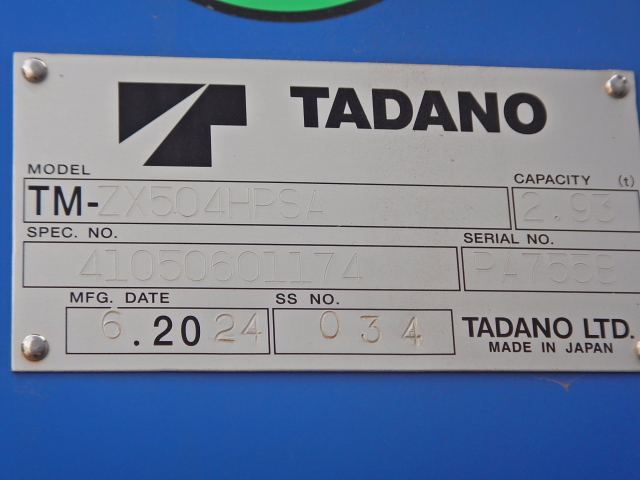 TADANO
MODEL
CAPACITY (t)
TM-ZX504HPSA
2.93
SPEC. NO.
SERIAL NO.
41050601174
PA7558
MFG. DATE
SS NO.
6.2024
034
TADANO LTD.
MADE IN JAPAN